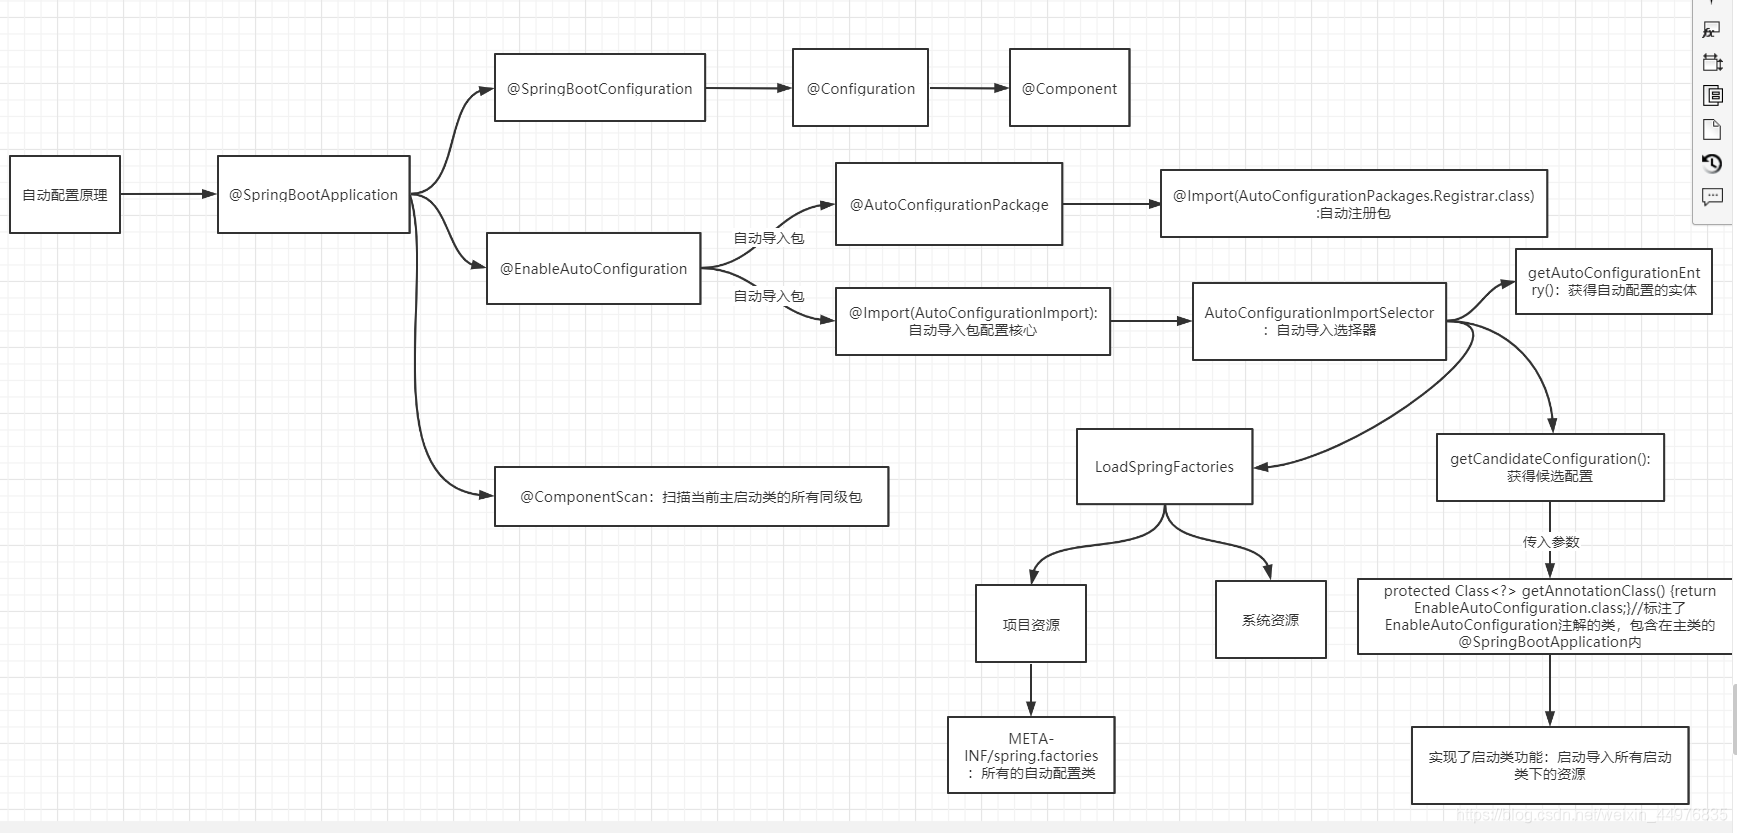 @SpringBootConfiguration
@Configuration
@Component
自动配置原理
@SpringBootApplication
@AutoConfigurationPackage
@Import(AutoConfigurationPackages.Registrar.class)
:自动注册包
自动导入包
@EnableAutoConfiguration
自动导入包
@Import(AutoConfigurationImport):
自动导入包配置核心
AutoConfigurationImportSelector
：自动导入选择器
getAutoConfigurationEnt
ry()：获得自动配置的实体
LoadSpringFactories
getCandidateConfiguration():
获得候选配置
@ComponentScan：扫描当前主启动类的所有同级包
传入参数
项目资源
系统资源
protected Class<?> getAnnotationClass() {return
EnableAutoConfiguration.class;}//标注了
EnableAutoConfiguration注解的类，包含在主类的
@SpringBootApplication内
META-
INF/spring.factories
：所有的自动配置类
实现了启动类功能：启动导入所有启动
类下的资源
https://blog.csdn.net/weixin_44976835